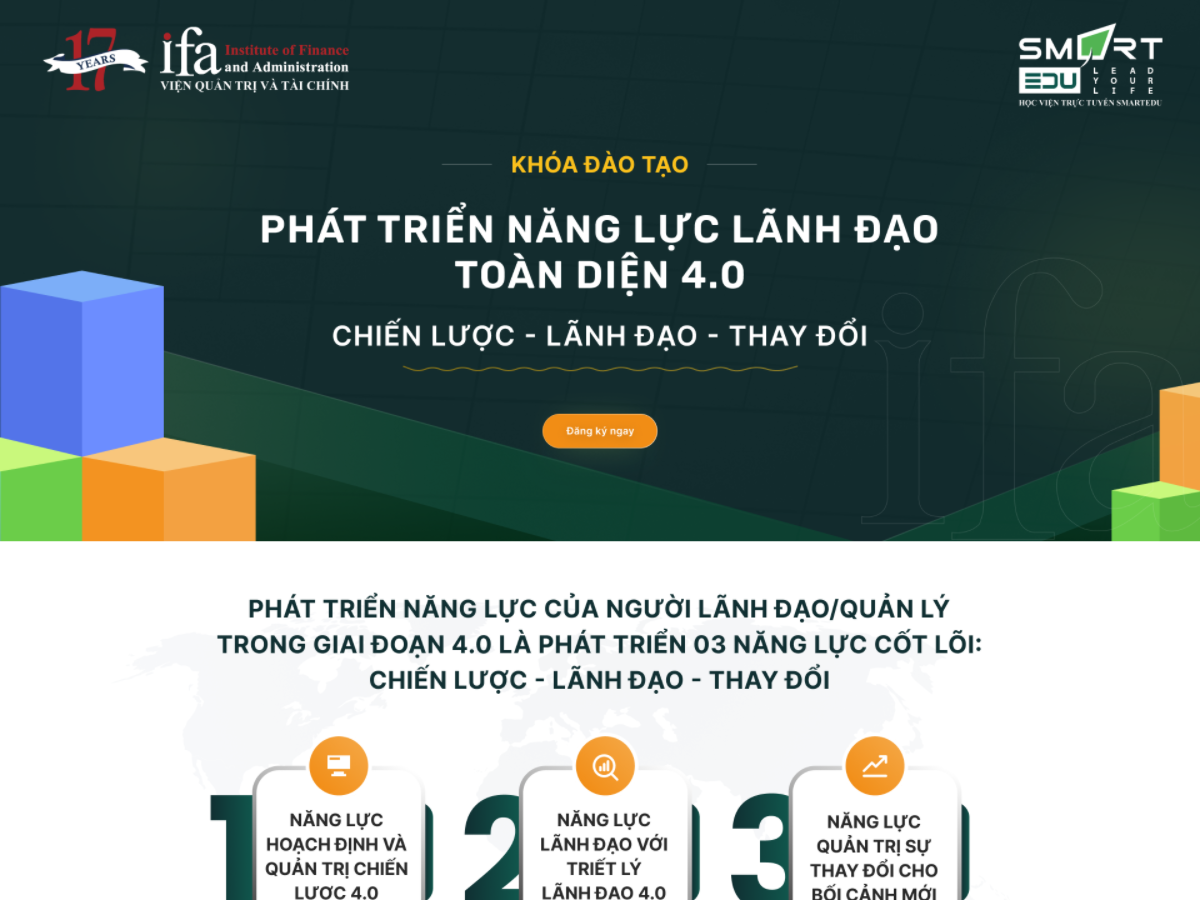 17 YEARS
ifa Institute of Finance
and Administration
VIỆN QUẢN TRỊ VÀ TÀI CHÍNH
SMART
EDU LEAD
YOUR
LIFE
HỌC VIỆN TRỰC TUYẾN SMARTEDU
KHÓA ĐÀO TẠO
PHÁT TRIỂN NĂNG LỰC LÃNH ĐẠO
TOÀN DIỆN 4.0
CHIẾN LƯỢC - LÃNH ĐẠO - THAY ĐỔI
Đăng ký ngay
ifa
PHÁT TRIỂN NĂNG LỰC CỦA NGƯỜI LÃNH ĐẠO/QUẢN LÝ
TRONG GIAI ĐOẠN 4.0 LÀ PHÁT TRIỂN 03 NĂNG LỰC CỐT LÕI:
CHIẾN LƯỢC - LÃNH ĐẠO - THAY ĐỔI
1
NĂNG LỰC
HOẠCH ĐỊNH VÀ
QUẢN TRỊ CHIẾN
LƯỢC 4.0
2
NĂNG LỰC
LÃNH ĐẠO VỚI
TRIẾT LÝ
LÃNH ĐẠO 4.0
3
NĂNG LỰC
QUẢN TRỊ SỰ
THAY ĐỔI CHO
BỐI CẢNH MỚI